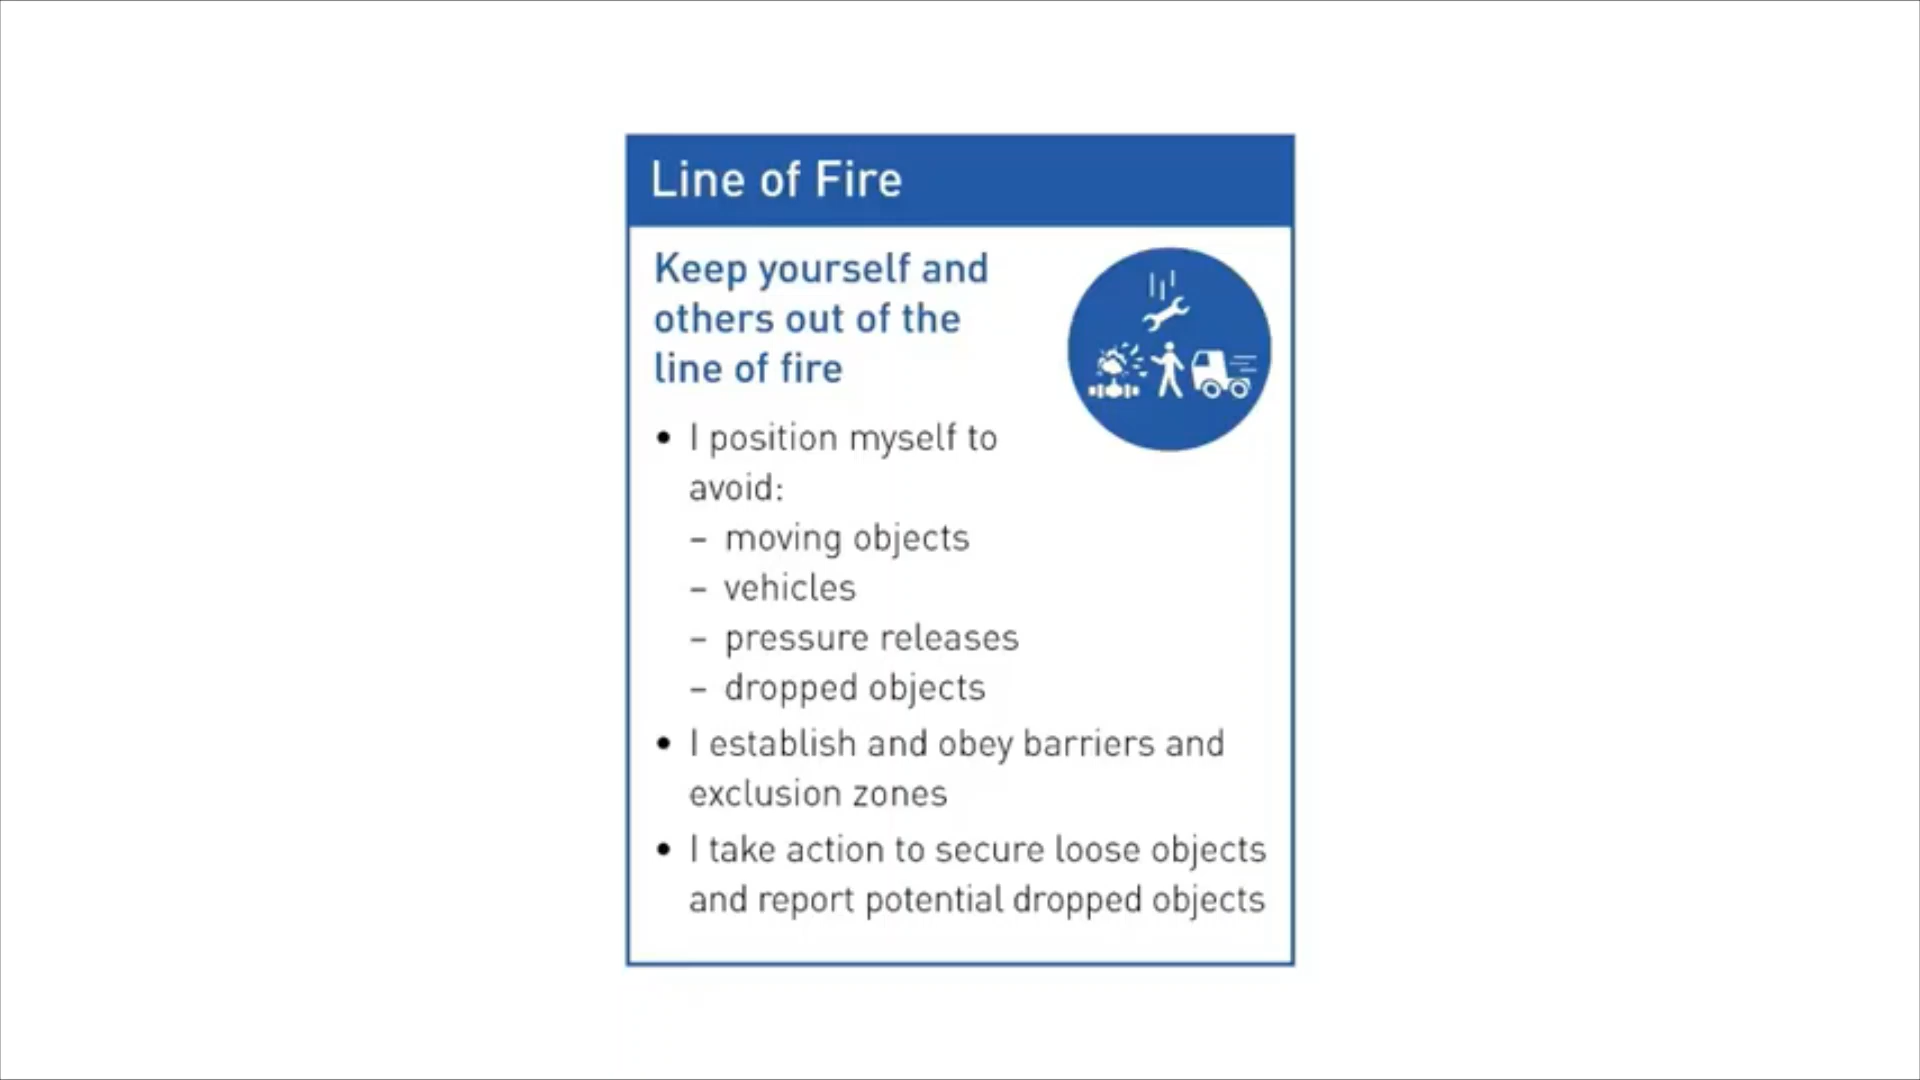 Line of Fire
Keep yourself and
others out of the
line of fire
• I position myself to
avoid:
– moving objects
– vehicles
– pressure releases
– dropped objects
• I establish and obey barriers and
exclusion zones
• I take action to secure loose objects
and report potential dropped objects